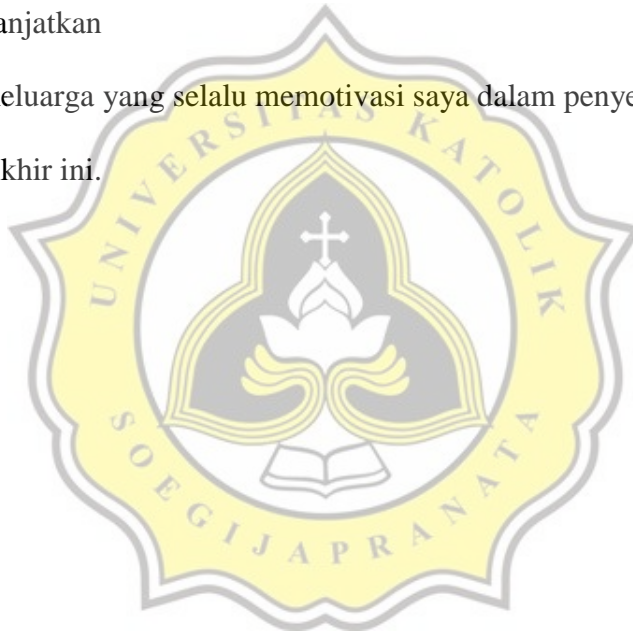 anjatkan
eluarga yang selalu memotivasi saya dalam penye
khir ini.
UNIVERSITAS KATOLIK
SOEGIJAPRANATA